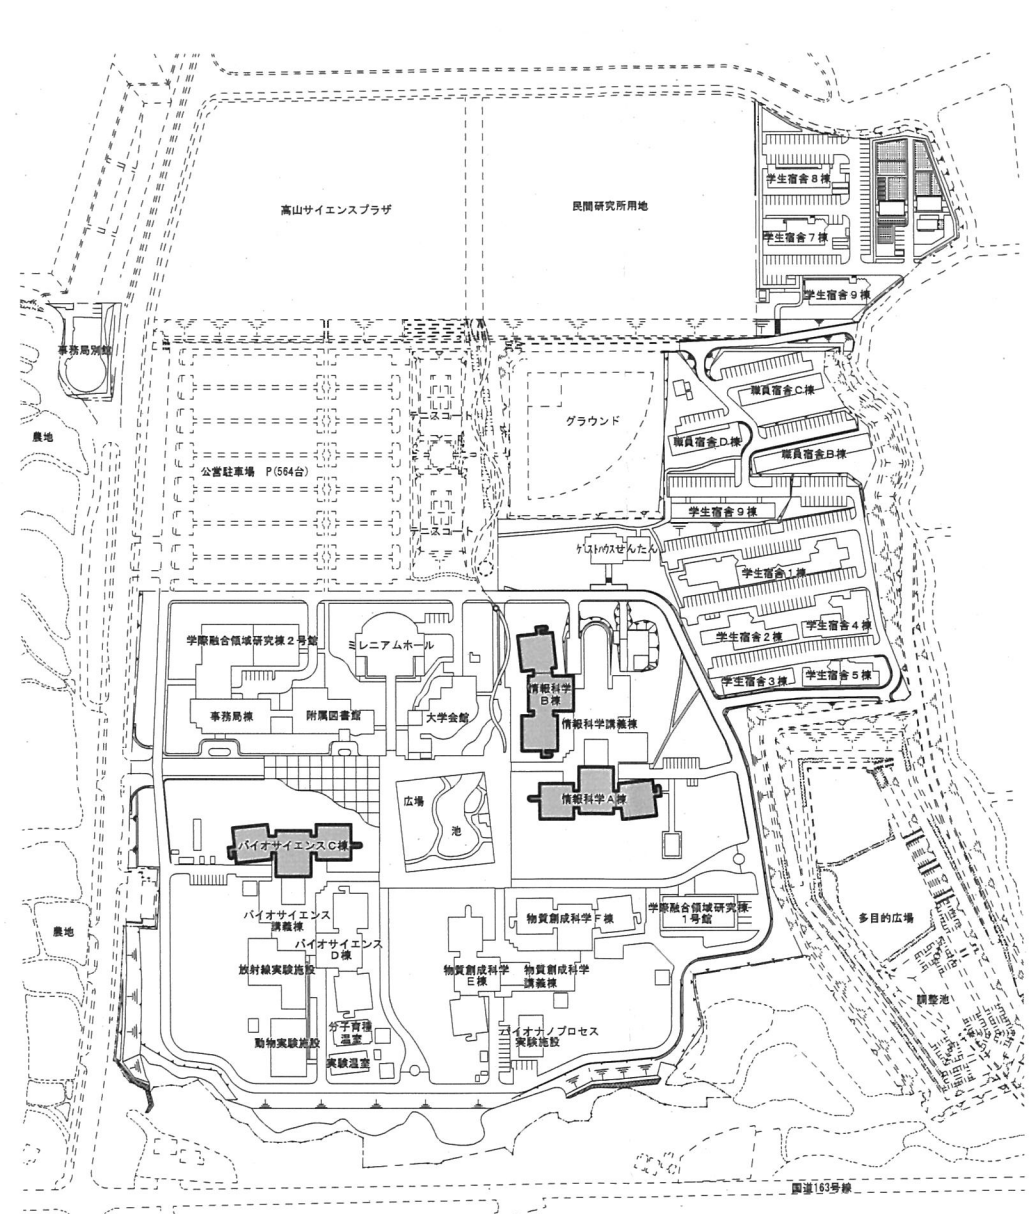 学生宿舎8棟
高山サイエンスプラザ
民間研究所用地
学生宿舎7棟
学生宿舎9棟
事務局別館
職員宿舎C棟
スコ
グラウンド
農地
職員宿舎D棟
職員宿舎B棟
公営駐車場 P(564台)
学生宿舎9棟
スコ
ゲストハウスせんたん
学生宿舎1棟
学際融合領域研究棟2号館
ミレニアムホール
学生宿舎2棟
学生宿舎4棟
学生宿舎3棟
学生宿舎5棟
情報科学
B棟
事務局棟
附属図書館
大学会館
情報科学講義棟
広場
情報科学A棟
池
バイオサイエンスC棟
バイオサイエンス
講義棟
物質創成科学F棟
学際融合領域研究棟-
1号館
多目的広場
農地
バイオサイエンス
D棟
放射線実験施設
物質創成科学
E棟
物質創成科学
講義棟
調整池
分子育種
温室
動物実験施設
バイオナノプロセス
実験施設
実験温室
国道163号線